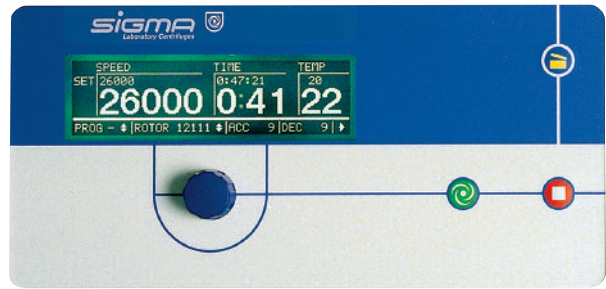 sigma
Laboratory Centrifuges
SPEED TIME TEMP
SET 26000 0:47:21 20
26000 0:41 22
PROG - ROTOR 12111 ACC 9 DEC 9